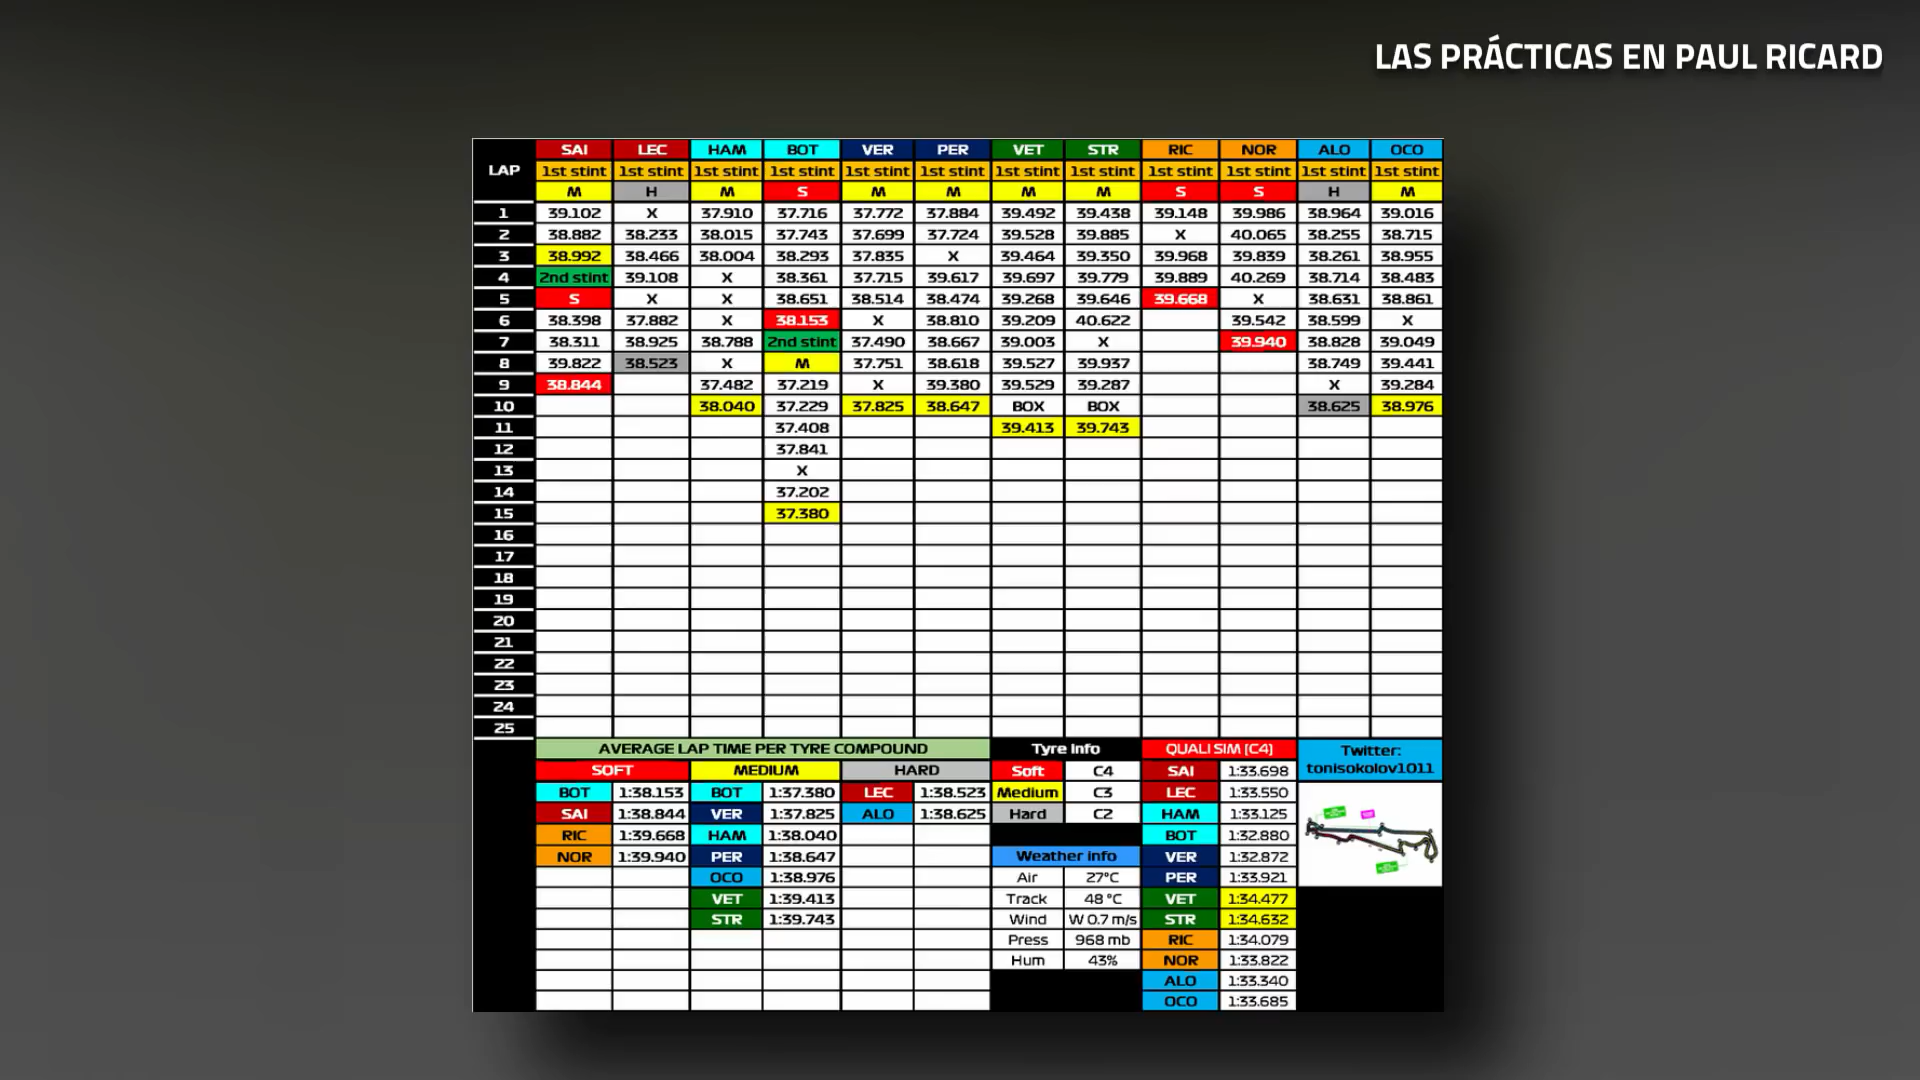 LAS PRÁCTICAS EN PAUL RICARD
LAP SAI LEC HAM BOT VER PER VET STR RIC NOR ALO OCO
1st stint 1st stint 1st stint 1st stint 1st stint 1st stint 1st stint 1st stint 1st stint 1st stint 1st stint 1st stint
M H M S M M M M S S H M
1 39.102 X 37.910 37.716 37.772 37.884 39.492 39.438 39.148 39.986 38.964 39.016
2 38.882 38.233 38.015 37.743 37.699 37.724 39.528 39.885 X 40.065 38.255 38.715
3 38.992 38.466 38.004 38.293 37.835 X 39.464 39.350 39.968 39.839 38.261 38.955
4 2nd stint 39.108 X 38.361 37.715 39.617 39.697 39.779 39.889 40.269 38.714 38.483
5 S X X 38.651 38.514 38.474 39.268 39.646 39.668 X 38.631 38.861
6 38.398 37.882 X 38.153 X 38.810 39.209 40.622 39.542 38.599 X
7 38.311 38.925 38.788 2nd stint 37.490 38.667 39.003 X 39.940 38.828 39.049
8 39.822 38.523 X M 37.751 38.618 39.527 39.937 38.749 39.441
9 38.844 37.482 37.219 X 39.380 39.529 39.287 X 39.284
10 38.040 37.229 37.825 38.647 BOX BOX 38.625 38.976
11 37.408 39.413 39.743
12 37.841
13 X
14 37.202
15 37.380
16
17
18
19
20
21
22
23
24
25
AVERAGE LAP TIME PER TYRE COMPOUND Tyre info QUALI SIM [C4] Twitter:
tonisokolov1011
SOFT MEDIUM HARD Soft C4 SAI 1:33.698
BOT 1:38.153 BOT 1:37.380 LEC 1:38.523 Medium C3 LEC 1:33.550
SAI 1:38.844 VER 1:37.825 ALO 1:38.625 Hard C2 HAM 1:33.125
RIC 1:39.668 HAM 1:38.040 BOT 1:32.880
NOR 1:39.940 PER 1:38.647 Weather info VER 1:32.872
OCO 1:38.976 Air 27°C PER 1:33.921
VET 1:39.413 Track 48 °C VET 1:34.477
STR 1:39.743 Wind W 0.7 m/s STR 1:34.632
Press 968 mb RIC 1:34.079
Hum 43% NOR 1:33.822
ALO 1:33.340
OCO 1:33.685